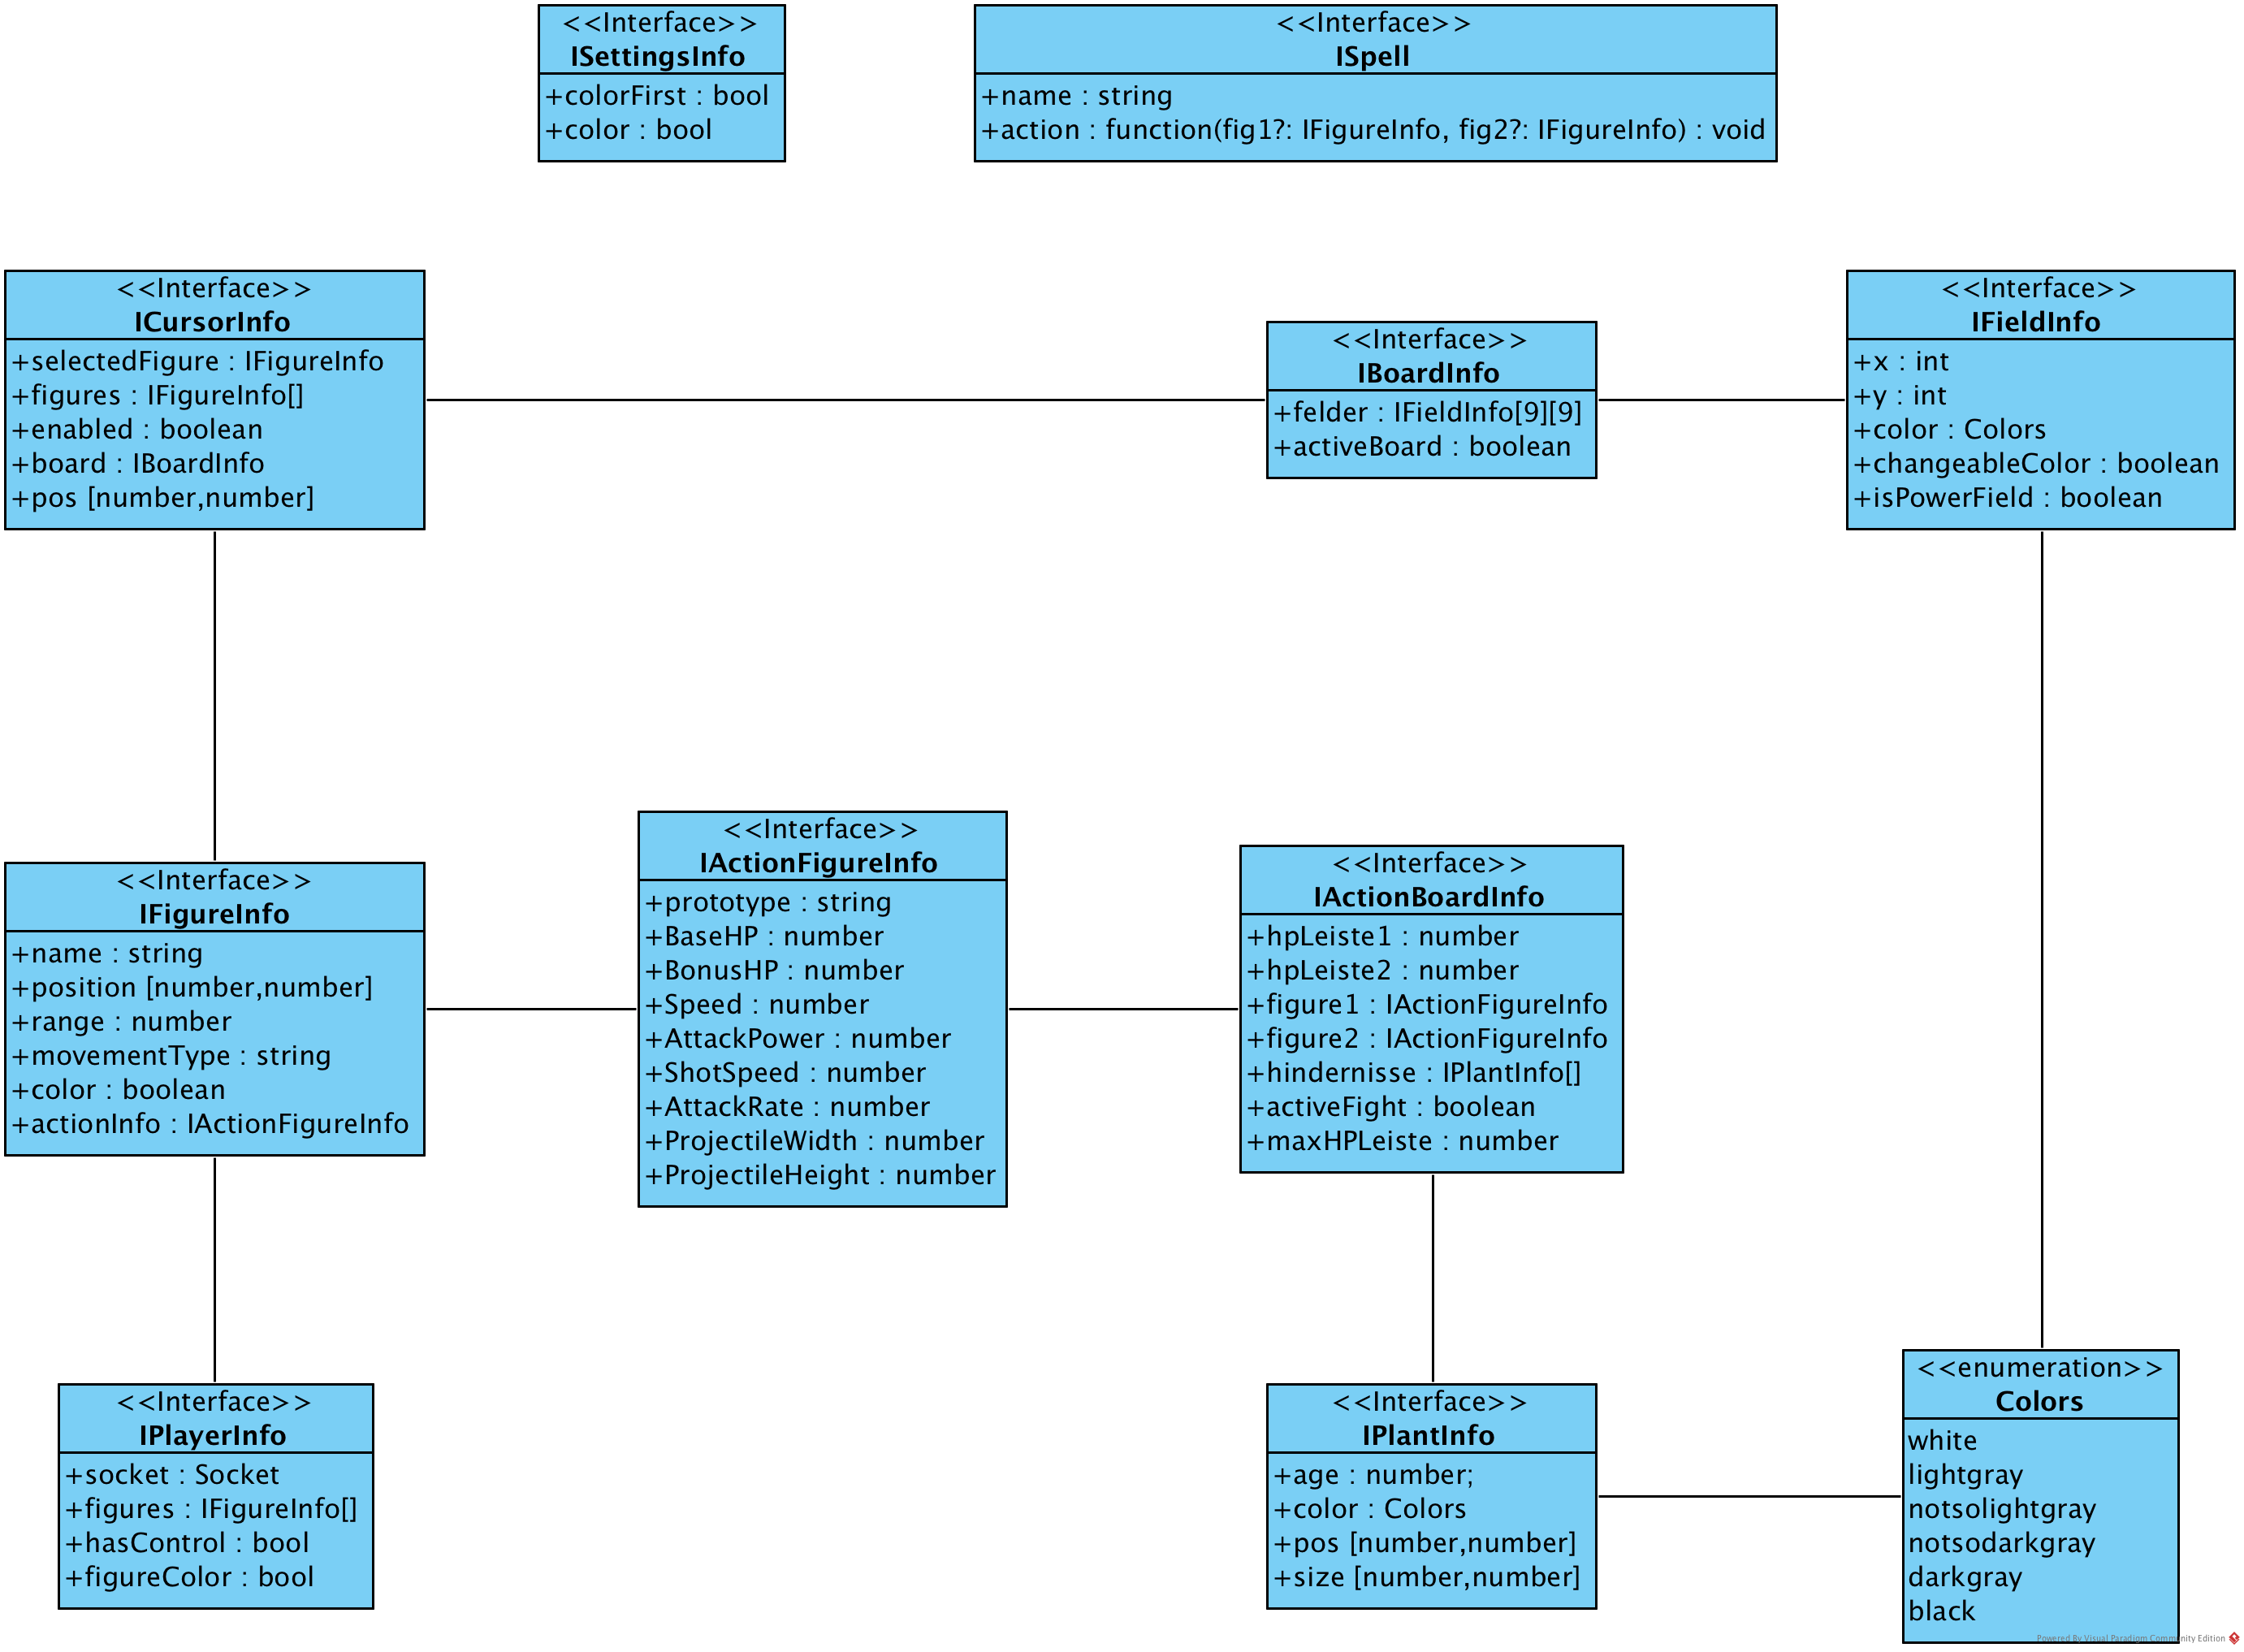 <<Interface>>
ISettingsInfo
+colorFirst : bool
+color : bool
<<Interface>>
ISpell
+name : string
+action : function(fig1?: IFigureInfo, fig2?: IFigureInfo) : void
<<Interface>>
ICursorInfo
+selectedFigure : IFigureInfo
+figures : IFigureInfo[]
+enabled : boolean
+board : IBoardInfo
+pos [number,number]
<<Interface>>
IBoardInfo
+felder : IFieldInfo[9][9]
+activeBoard : boolean
<<Interface>>
IFieldInfo
+x : int
+y : int
+color : Colors
+changeableColor : boolean
+isPowerField : boolean
<<Interface>>
IFigureInfo
+name : string
+position [number,number]
+range : number
+movementType : string
+color : boolean
+actionInfo : IActionFigureInfo
<<Interface>>
IActionFigureInfo
+prototype : string
+BaseHP : number
+BonusHP : number
+Speed : number
+AttackPower : number
+ShotSpeed : number
+AttackRate : number
+ProjectileWidth : number
+ProjectileHeight : number
<<Interface>>
IActionBoardInfo
+hpLeiste1 : number
+hpLeiste2 : number
+figure1 : IActionFigureInfo
+figure2 : IActionFigureInfo
+hindernisse : IPlantInfo[]
+activeFight : boolean
+maxHPLeiste : number
<<Interface>>
IPlayerInfo
+socket : Socket
+figures : IFigureInfo[]
+hasControl : bool
+figureColor : bool
<<Interface>>
IPlantInfo
+age : number;
+color : Colors
+pos [number,number]
+size [number,number]
<<enumeration>>
Colors
white
lightgray
notsolightgray
notsodarkgray
darkgray
black
Powered By Visual Paradigm Community Edition